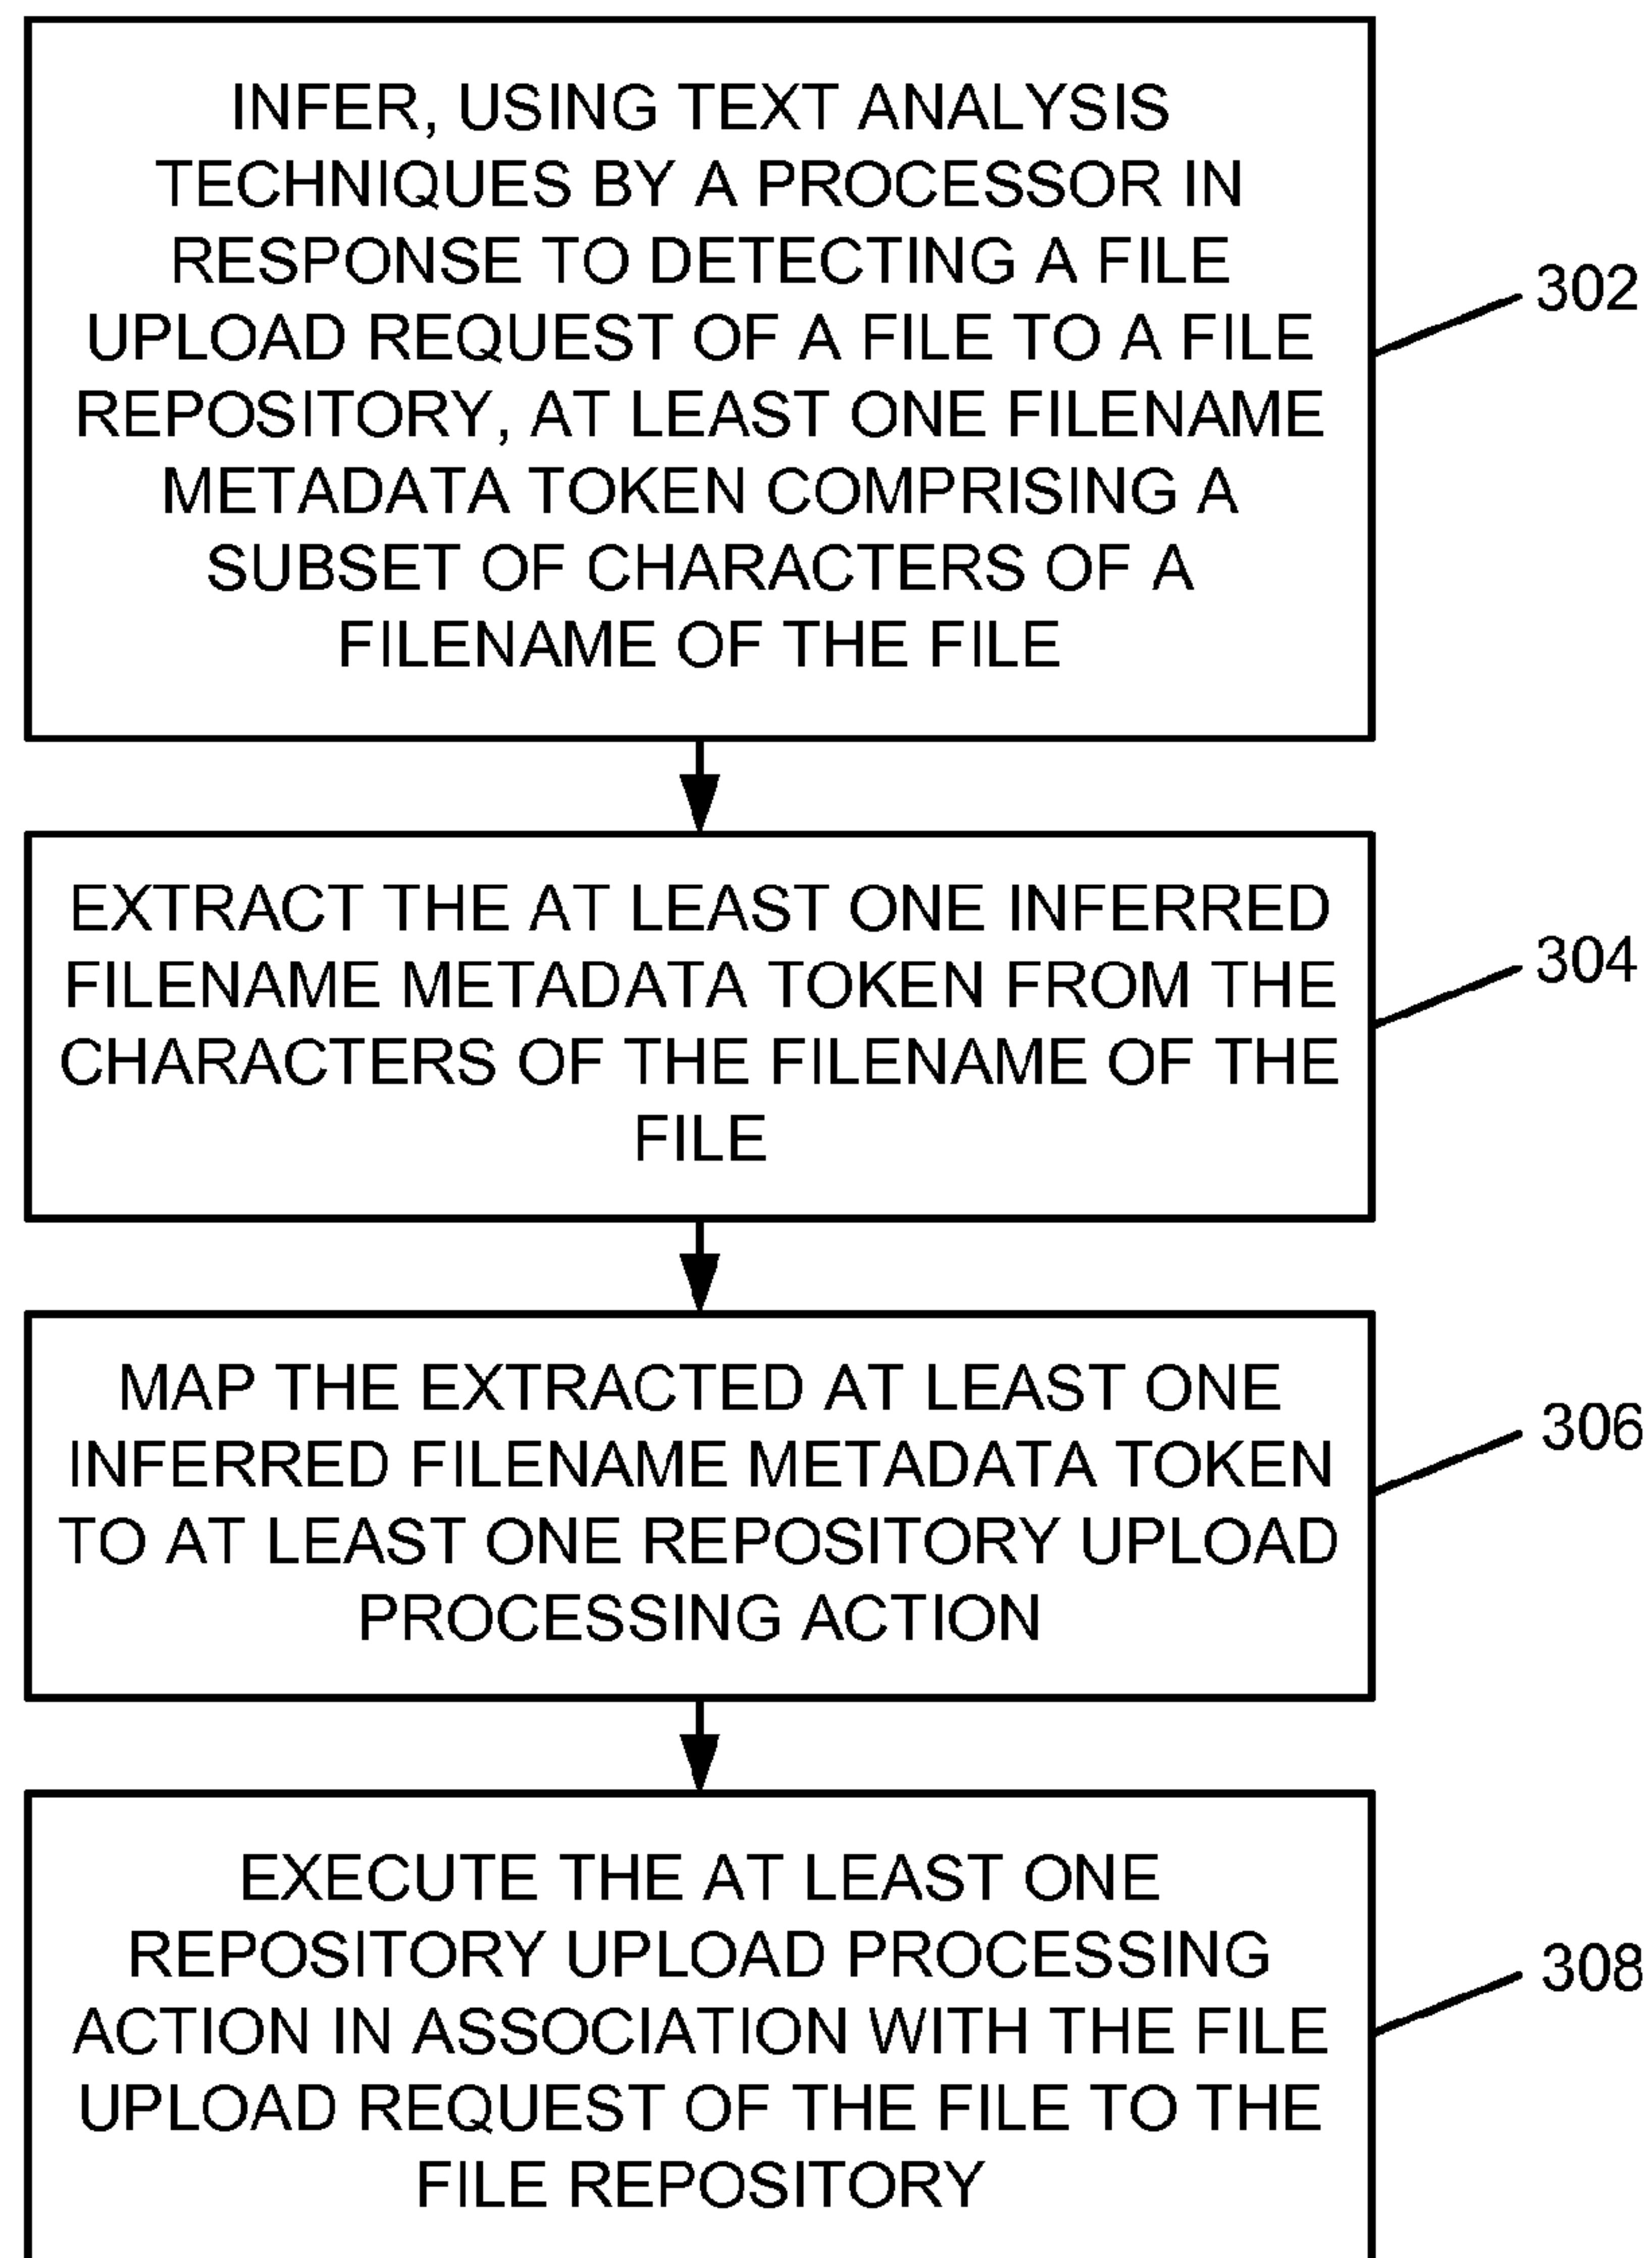 INFER, USING TEXT ANALYSIS
TECHNIQUES BY A PROCESSOR IN
RESPONSE TO DETECTING A FILE
UPLOAD REQUEST OF A FILE TO A FILE
REPOSITORY, AT LEAST ONE FILENAME
METADATA TOKEN COMPRISING A
SUBSET OF CHARACTERS OF A
FILENAME OF THE FILE
302
EXTRACT THE AT LEAST ONE INFERRED
FILENAME METADATA TOKEN FROM THE
CHARACTERS OF THE FILENAME OF THE
FILE
304
MAP THE EXTRACTED AT LEAST ONE
INFERRED FILENAME METADATA TOKEN
TO AT LEAST ONE REPOSITORY UPLOAD
PROCESSING ACTION
306
EXECUTE THE AT LEAST ONE
REPOSITORY UPLOAD PROCESSING
ACTION IN ASSOCIATION WITH THE FILE
UPLOAD REQUEST OF THE FILE TO THE
FILE REPOSITORY
308